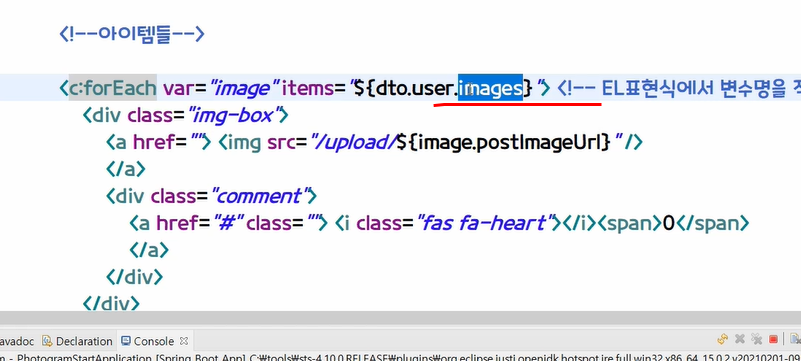 <!--아이템들-->
<c:forEach var="image" items="${dto.user.images}"> <!-- EL표현식에서 변수명을
<div class="img-box">
<a href=""> <img src="/upload/${image.postImageUrl}" />
</a>
<div class="comment">
<a href="#" class=""> <i class="fas fa-heart"></i><span>0</span>
</a>
</div>
</div>
avadoc Declaration Console
m - PhotogramStartApplication [Spring Boot App] C:₩tools₩sts-4.10.0.RELEASE₩plugins₩org.eclipse.justj.openjdk.hotspot.jre.full.win32.x86_64_15.0.2.v20210201-09